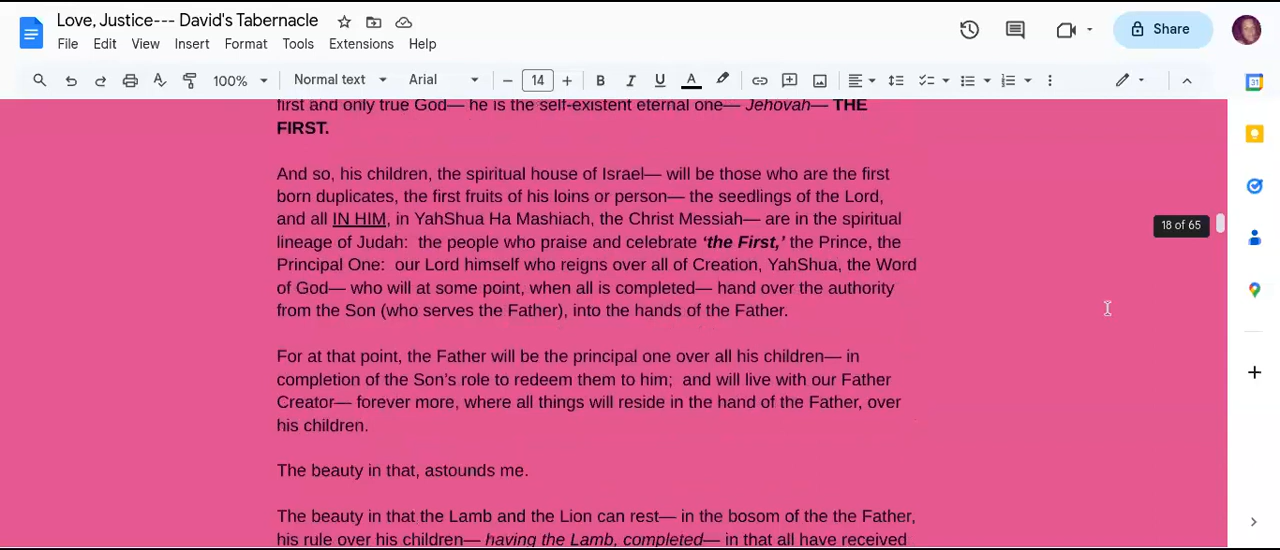 Love, Justice--- David's Tabernacle
File Edit View Insert Format Tools Extensions Help
Share
100% Normal text Arial − 14 + B I U A
31
first and only true God— he is the self-existent eternal one— Jehovah— THE
FIRST.
And so, his children, the spiritual house of Israel— will be those who are the first
born duplicates, the first fruits of his loins or person— the seedlings of the Lord,
and all IN HIM, in YahShua Ha Mashiach, the Christ Messiah— are in the spiritual
lineage of Judah:  the people who praise and celebrate ‘the First,’ the Prince, the
Principal One:  our Lord himself who reigns over all of Creation, YahShua, the Word
of God— who will at some point, when all is completed— hand over the authority
from the Son (who serves the Father), into the hands of the Father.
18 of 65
For at that point, the Father will be the principal one over all his children— in
completion of the Son’s role to redeem them to him;  and will live with our Father
Creator— forever more, where all things will reside in the hand of the Father, over
his children.
The beauty in that, astounds me.
The beauty in that the Lamb and the Lion can rest— in the bosom of the the Father,
his rule over his children— having the Lamb, completed— in that all have received